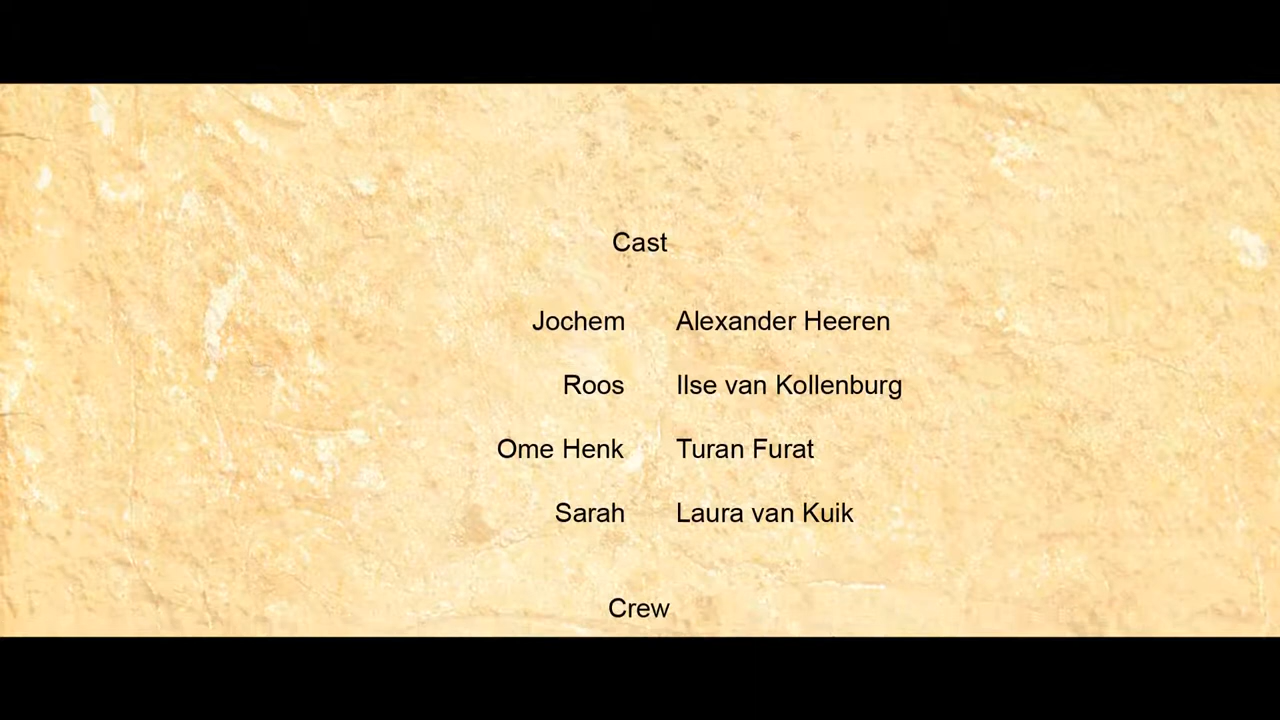 Cast
Jochem Alexander Heeren
Roos Ilse van Kollenburg
Ome Henk Turan Furat
Sarah Laura van Kuik
Crew